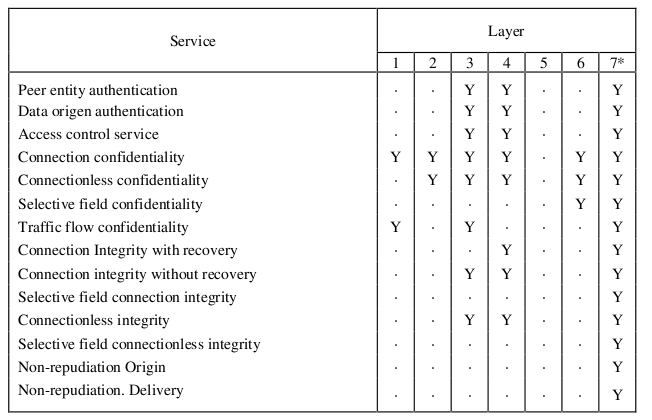 Service Layer
1 2 3 4 5 6 7*
Peer entity authentication · · Y Y · · Y
Data origen authentication · · Y Y · · Y
Access control service · · Y Y · · Y
Connection confidentiality Y Y Y Y · Y Y
Connectionless confidentiality · Y Y Y · Y Y
Selective field confidentiality · · · · · Y Y
Traffic flow confidentiality Y · Y · · · Y
Connection Integrity with recovery · · · Y · · Y
Connection integrity without recovery · · Y Y · · Y
Selective field connection integrity · · · · · · Y
Connectionless integrity · · Y Y · · Y
Selective field connectionless integrity · · · · · · Y
Non-repudiation Origin · · · · · · Y
Non-repudiation. Delivery · · · · · · Y